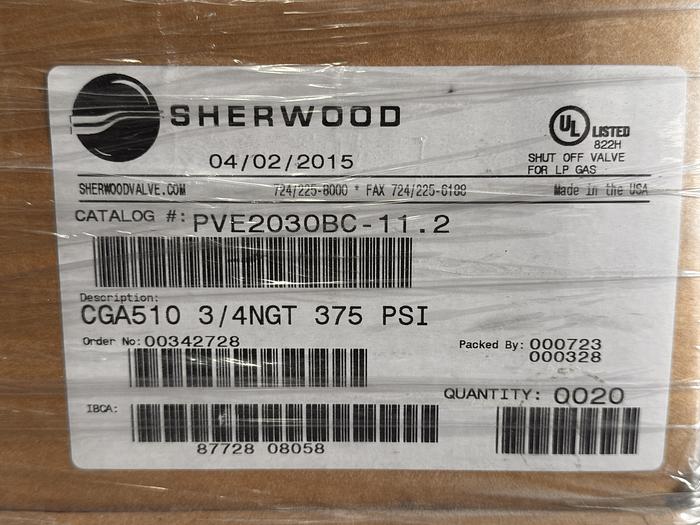 SHERWOOD
04/02/2015
UL LISTED
822H
SHUT OFF VALVE
FOR LP GAS
SHERWOODVALVE.COM 724/225-8000 * FAX 724/225-6188 Made in the USA
CATALOG #: PVE2030BC-11.2
Description:
CGA510 3/4NGT 375 PSI
Order No: 00342728
Packed By: 000723
000328
QUANTITY: 0020
IBCA:
87728 08058